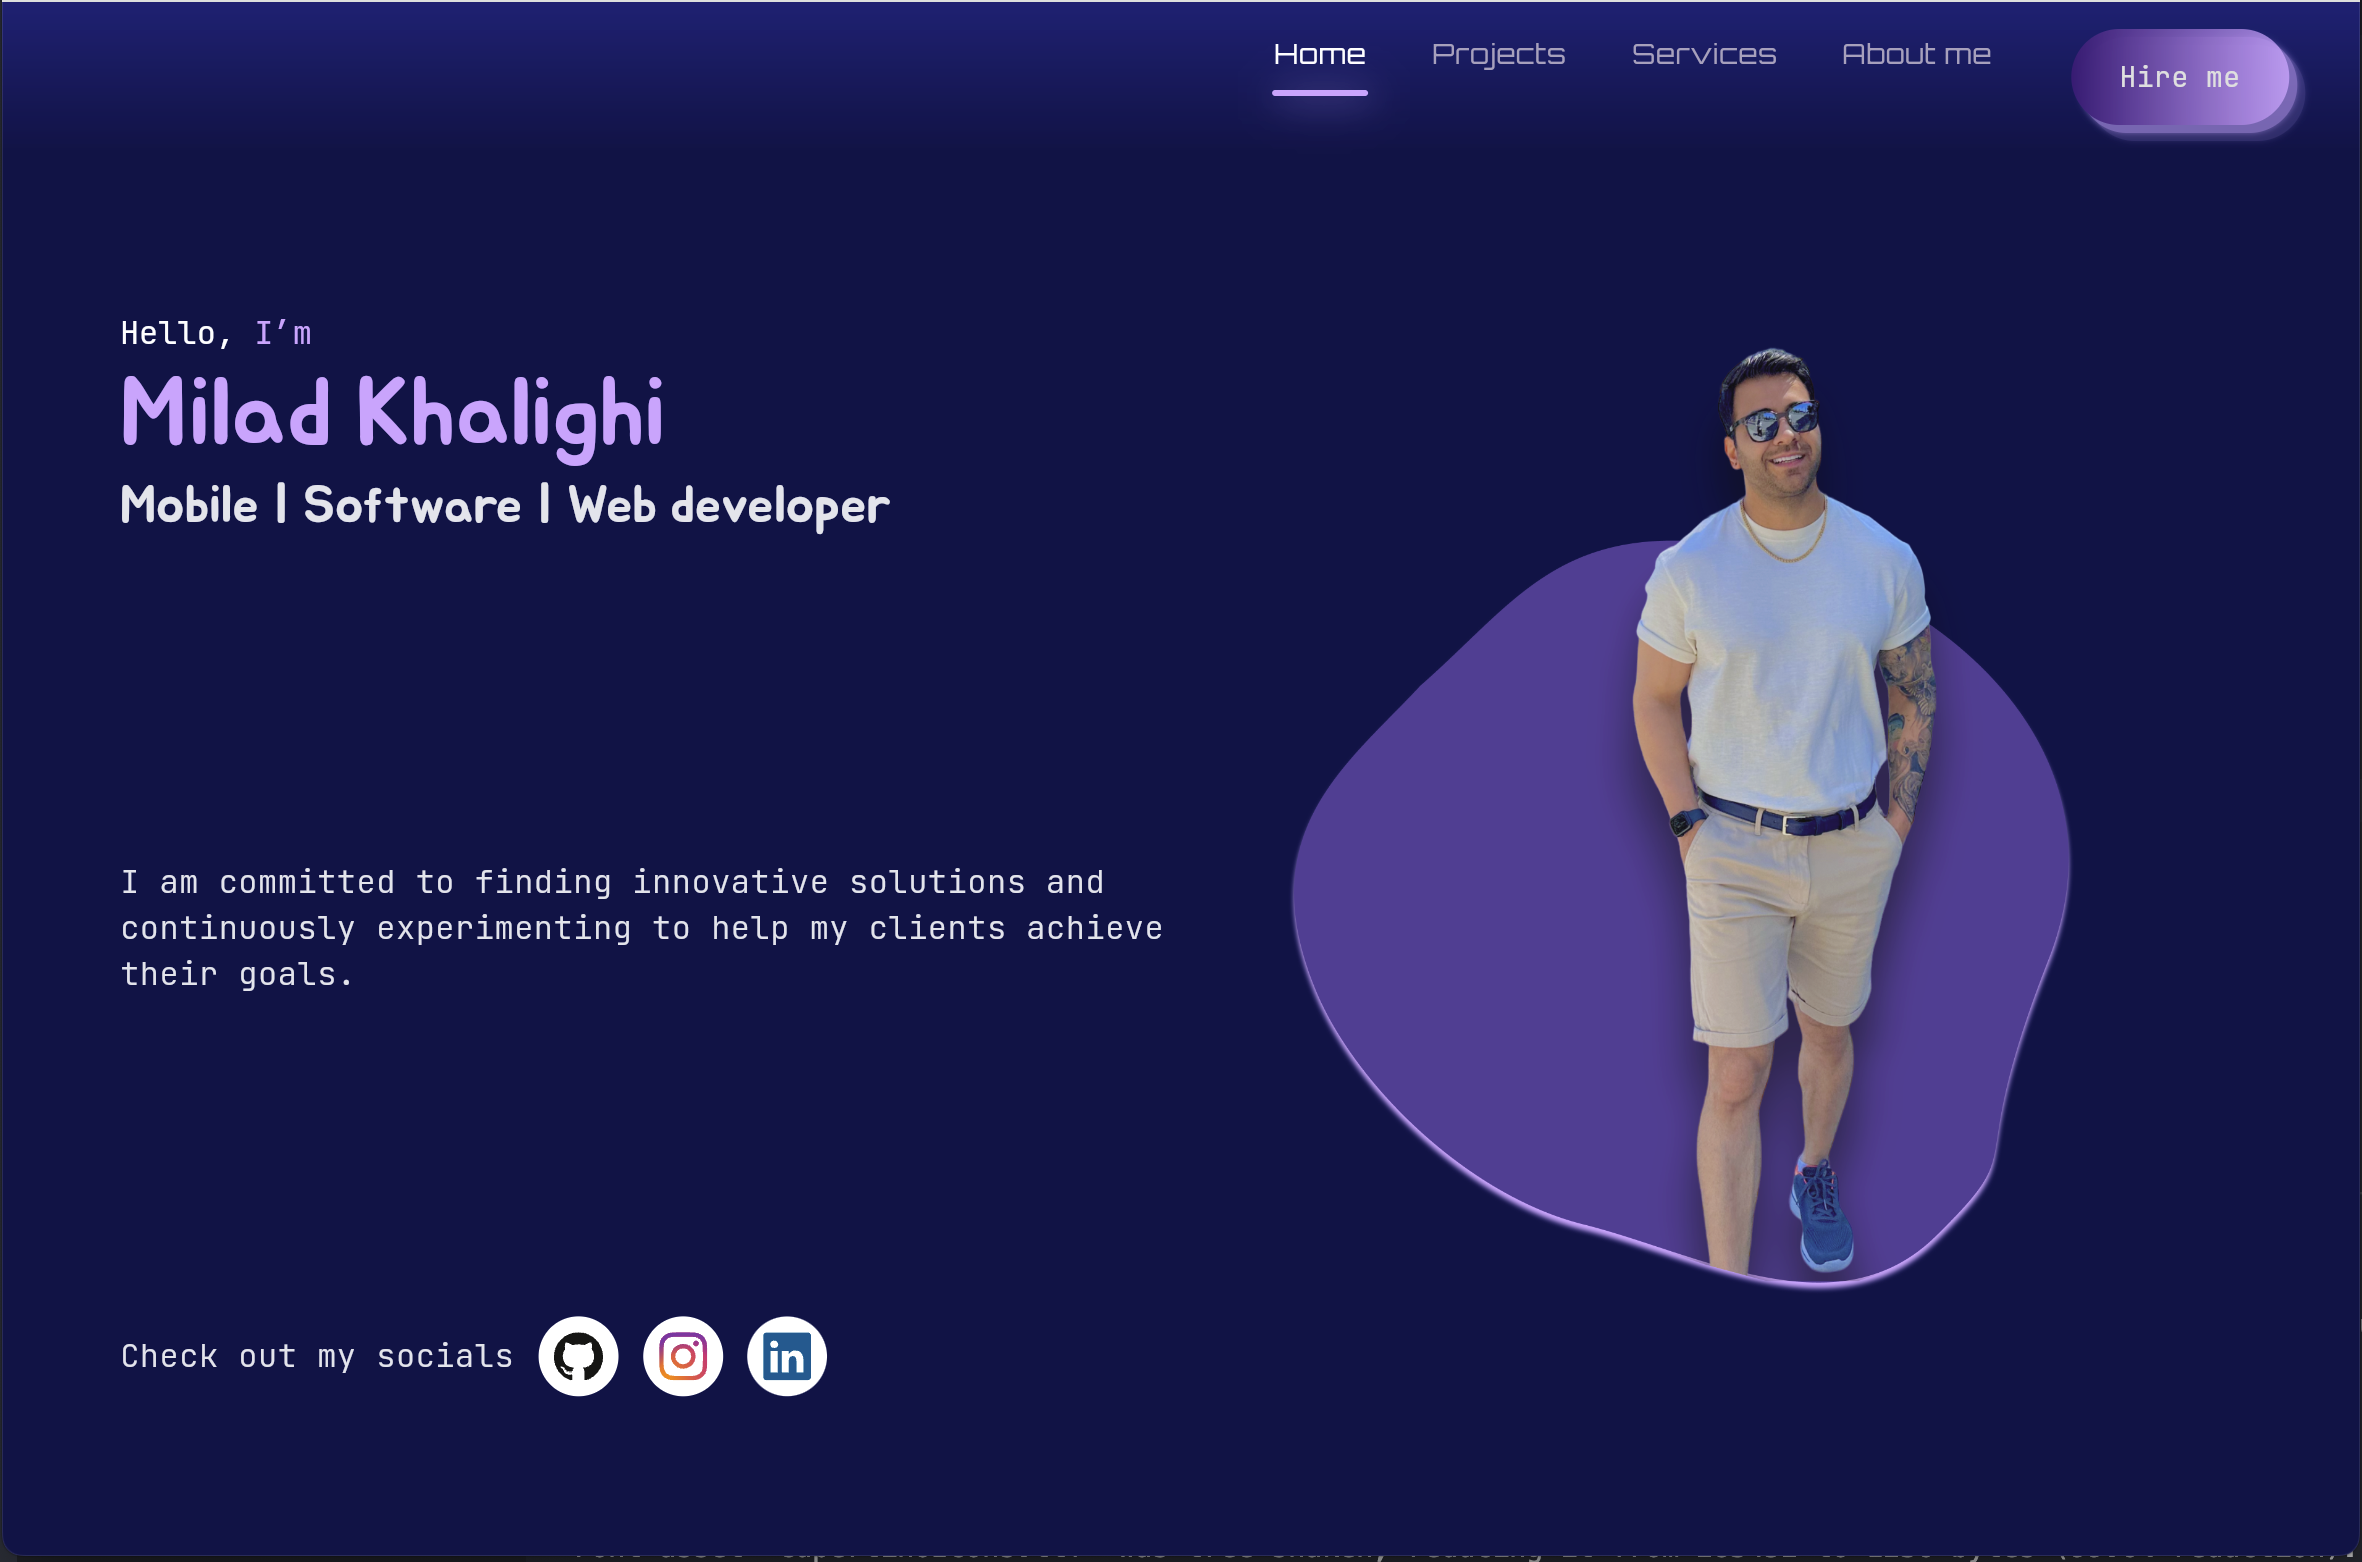 Home Projects Services About me Hire me
Hello, I'm
Milad Khalighi
Mobile | Software | Web developer
I am committed to finding innovative solutions and
continuously experimenting to help my clients achieve
their goals.
Check out my socials in